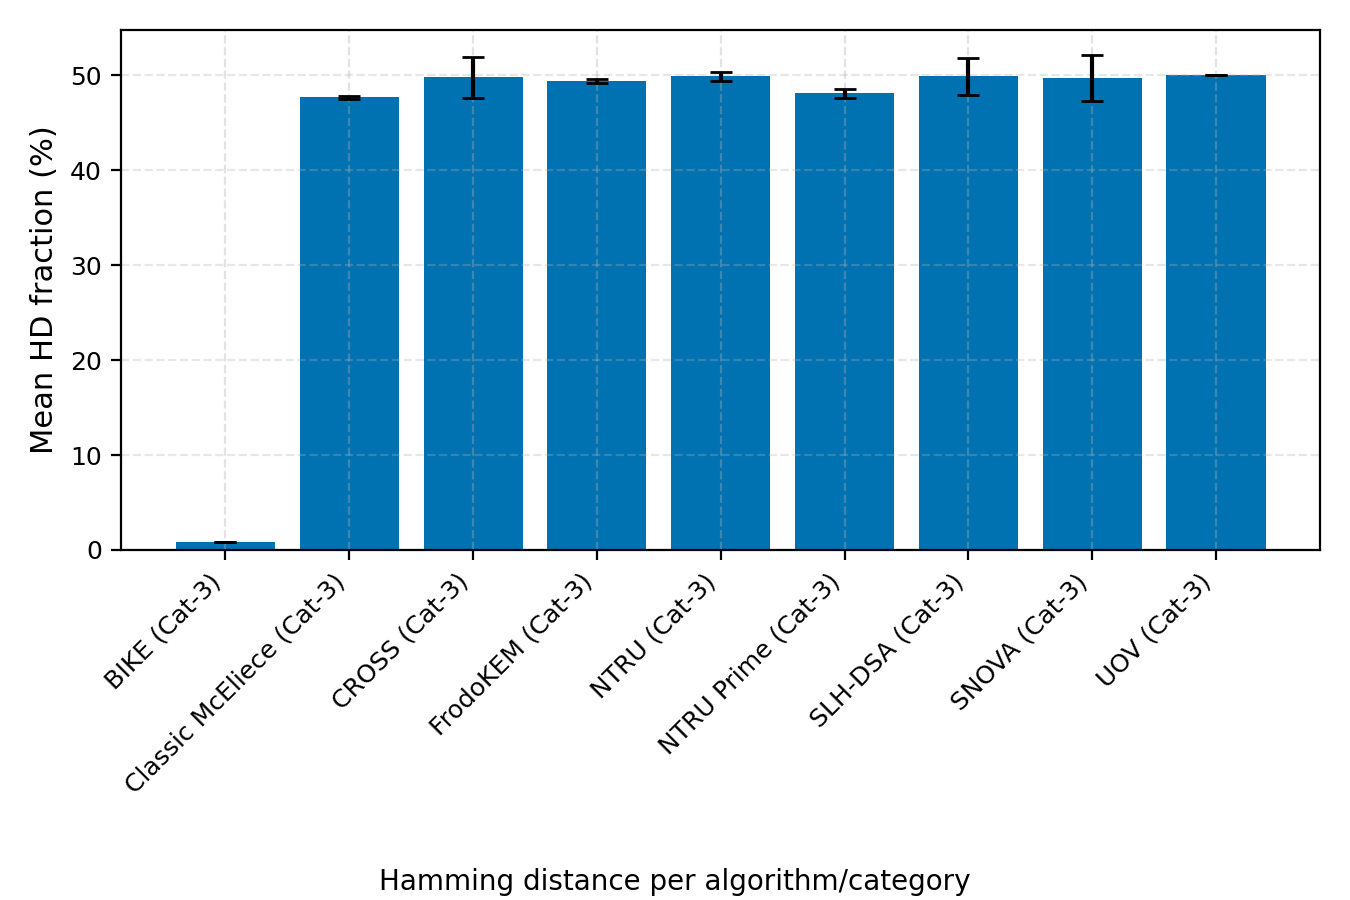 Mean HD fraction (%)
50
40
30
20
10
0
BIKE (Cat-3)
Classic McEliece (Cat-3)
CROSS (Cat-3)
FrodoKEM (Cat-3)
NTRU (Cat-3)
NTRU Prime (Cat-3)
SLH-DSA (Cat-3)
SNOVA (Cat-3)
UOV (Cat-3)
Hamming distance per algorithm/category